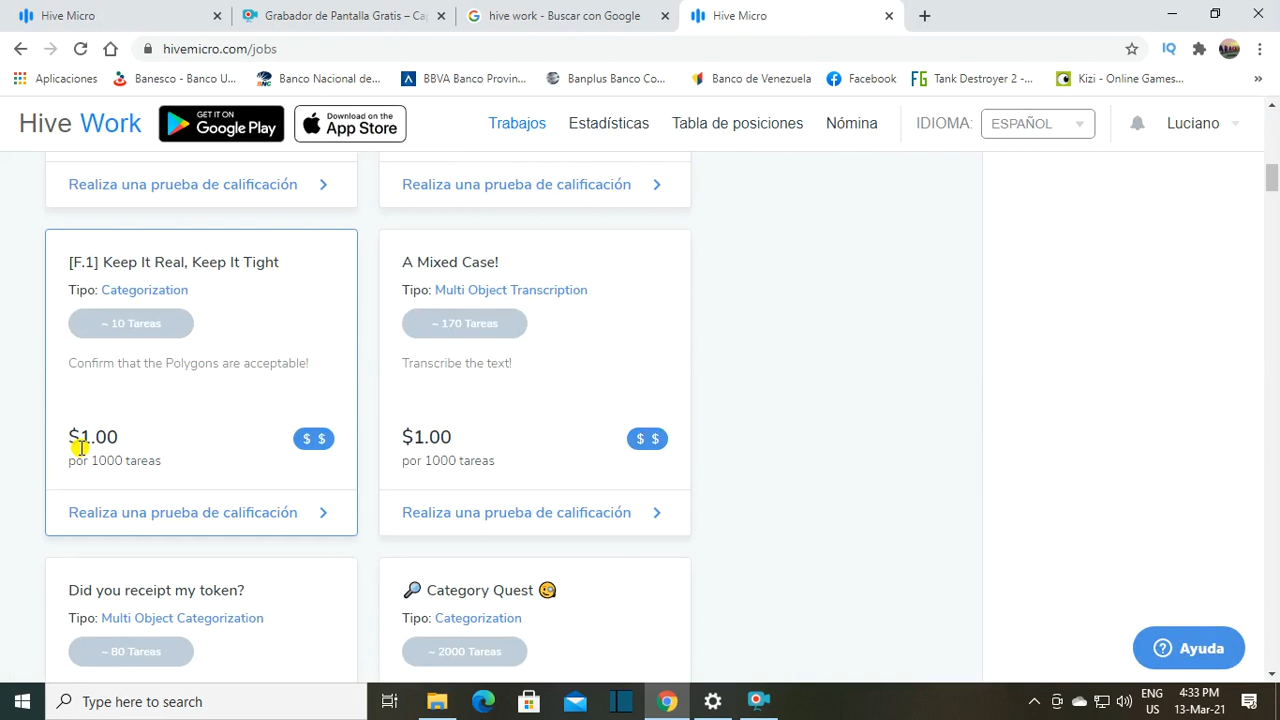 Hive Micro
Grabador de Pantalla Gratis – Ca
hive work - Buscar con Google
Hive Micro
hivemicro.com/jobs
IQ
Aplicaciones
Banesco - Banco U...
Banco Nacional de...
BBVA Banco Provin...
Banplus Banco Co...
Banco de Venezuela
Facebook
Tank Destroyer 2 -...
Kizi - Online Games...
»
Hive Work
GET IT ON
Google Play
Download on the
App Store
Trabajos
Estadísticas
Tabla de posiciones
Nómina
IDIOMA:
ESPAÑOL
Luciano
Realiza una prueba de calificación
Realiza una prueba de calificación
[F.1] Keep It Real, Keep It Tight
Tipo: Categorization
~ 10 Tareas
Confirm that the Polygons are acceptable!
$1.00
$ $
por 1000 tareas
Realiza una prueba de calificación
A Mixed Case!
Tipo: Multi Object Transcription
~ 170 Tareas
Transcribe the text!
$1.00
$ $
por 1000 tareas
Realiza una prueba de calificación
Did you receipt my token?
Tipo: Multi Object Categorization
~ 80 Tareas
🔎 Category Quest 🧐
Tipo: Categorization
~ 2000 Tareas
? Ayuda
Type here to search
ENG
ES
4:33 PM
13-Mar-21